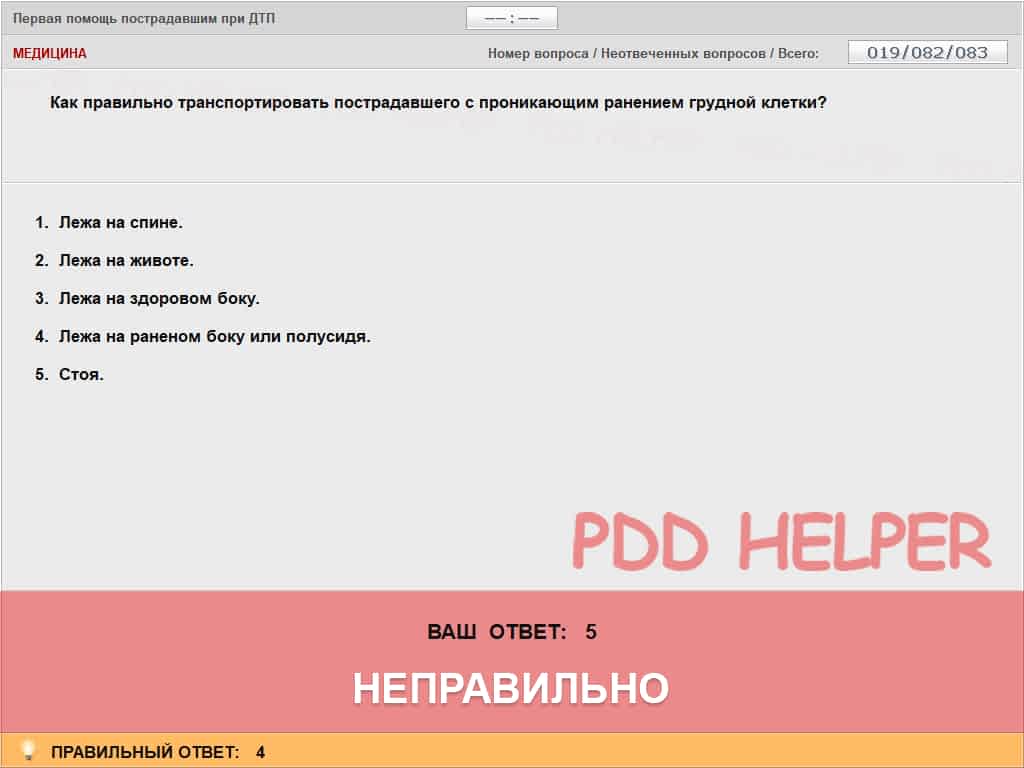 Первая помощь пострадавшим при ДТП
—— : ——
МЕДИЦИНА
Номер вопроса / Неотвеченных вопросов / Всего:
019/082/083
Как правильно транспортировать пострадавшего с проникающим ранением грудной клетки?
1. Лежа на спине.
2. Лежа на животе.
3. Лежа на здоровом боку.
4. Лежа на раненом боку или полусидя.
5. Стоя.
PDD HELPER
ВАШ ОТВЕТ: 5
НЕПРАВИЛЬНО
ПРАВИЛЬНЫЙ ОТВЕТ: 4